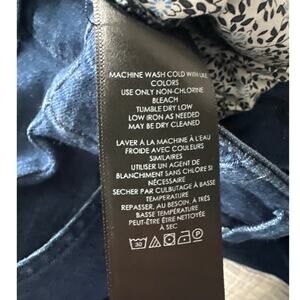 MACHINE WASH COLD WITH LIKE
COLORS
USE ONLY NON-CHLORINE
BLEACH
TUMBLE DRY LOW
LOW IRON AS NEEDED
MAY BE DRY CLEANED
LAVER À LA MACHINE À L'EAU
FROIDE AVEC COULEURS
SIMILAIRES
UTILISER UN AGENT DE
BLANCHIMENT SANS CHLORE SI
NÉCESSAIRE
SECHER PAR CULBUTAGE À BASSE
TEMPERATURE
REPASSER, AU BESOIN, À TRÈS
BASSE TEMPÉRATURE
PEUT-ÊTRE ÊTRE NETTOYÉE
À SEC
30 P